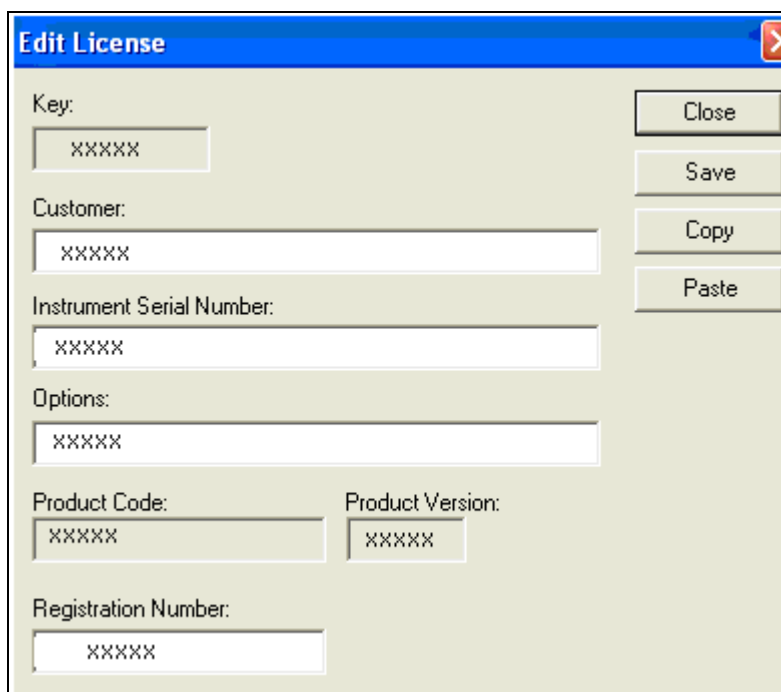 Edit License
Key:
Close
xxxxx
Save
Customer:
Copy
xxxxx
Paste
Instrument Serial Number:
xxxxx
Options:
xxxxx
Product Code: Product Version:
xxxxx xxxxx
Registration Number:
xxxxx